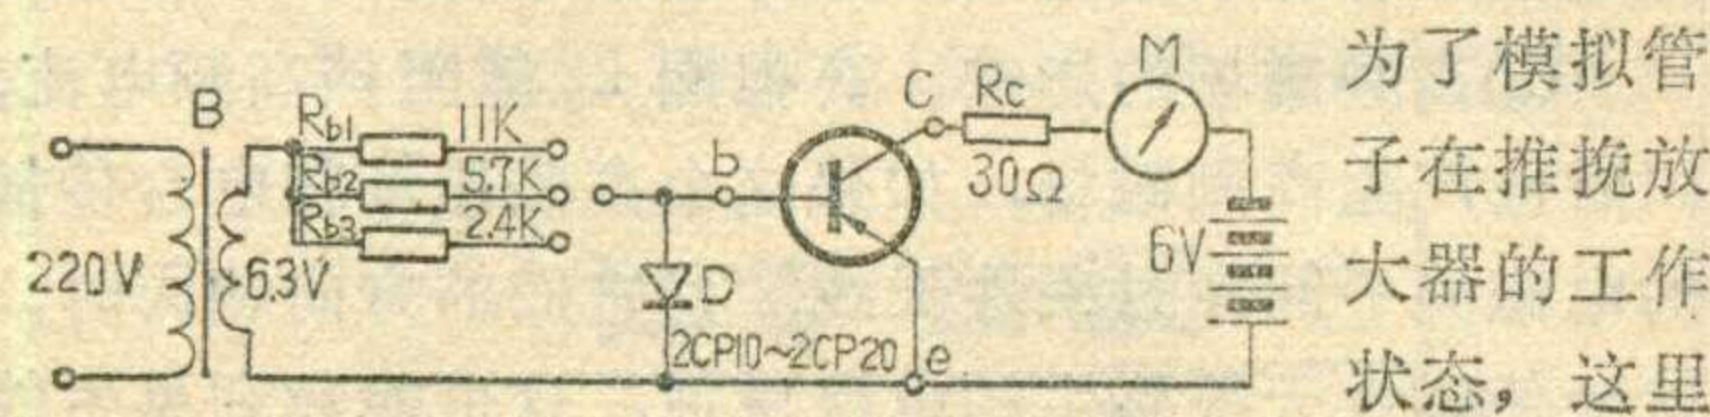 B
220V
6.3V
Rb1 11K
Rb2 5.7K
Rb3 2.4K
b
D
2CP10~2CP20
C
e
Rc
30Ω
M
6V
为了模拟管
子在推挽放
大器的工作
状态，这里